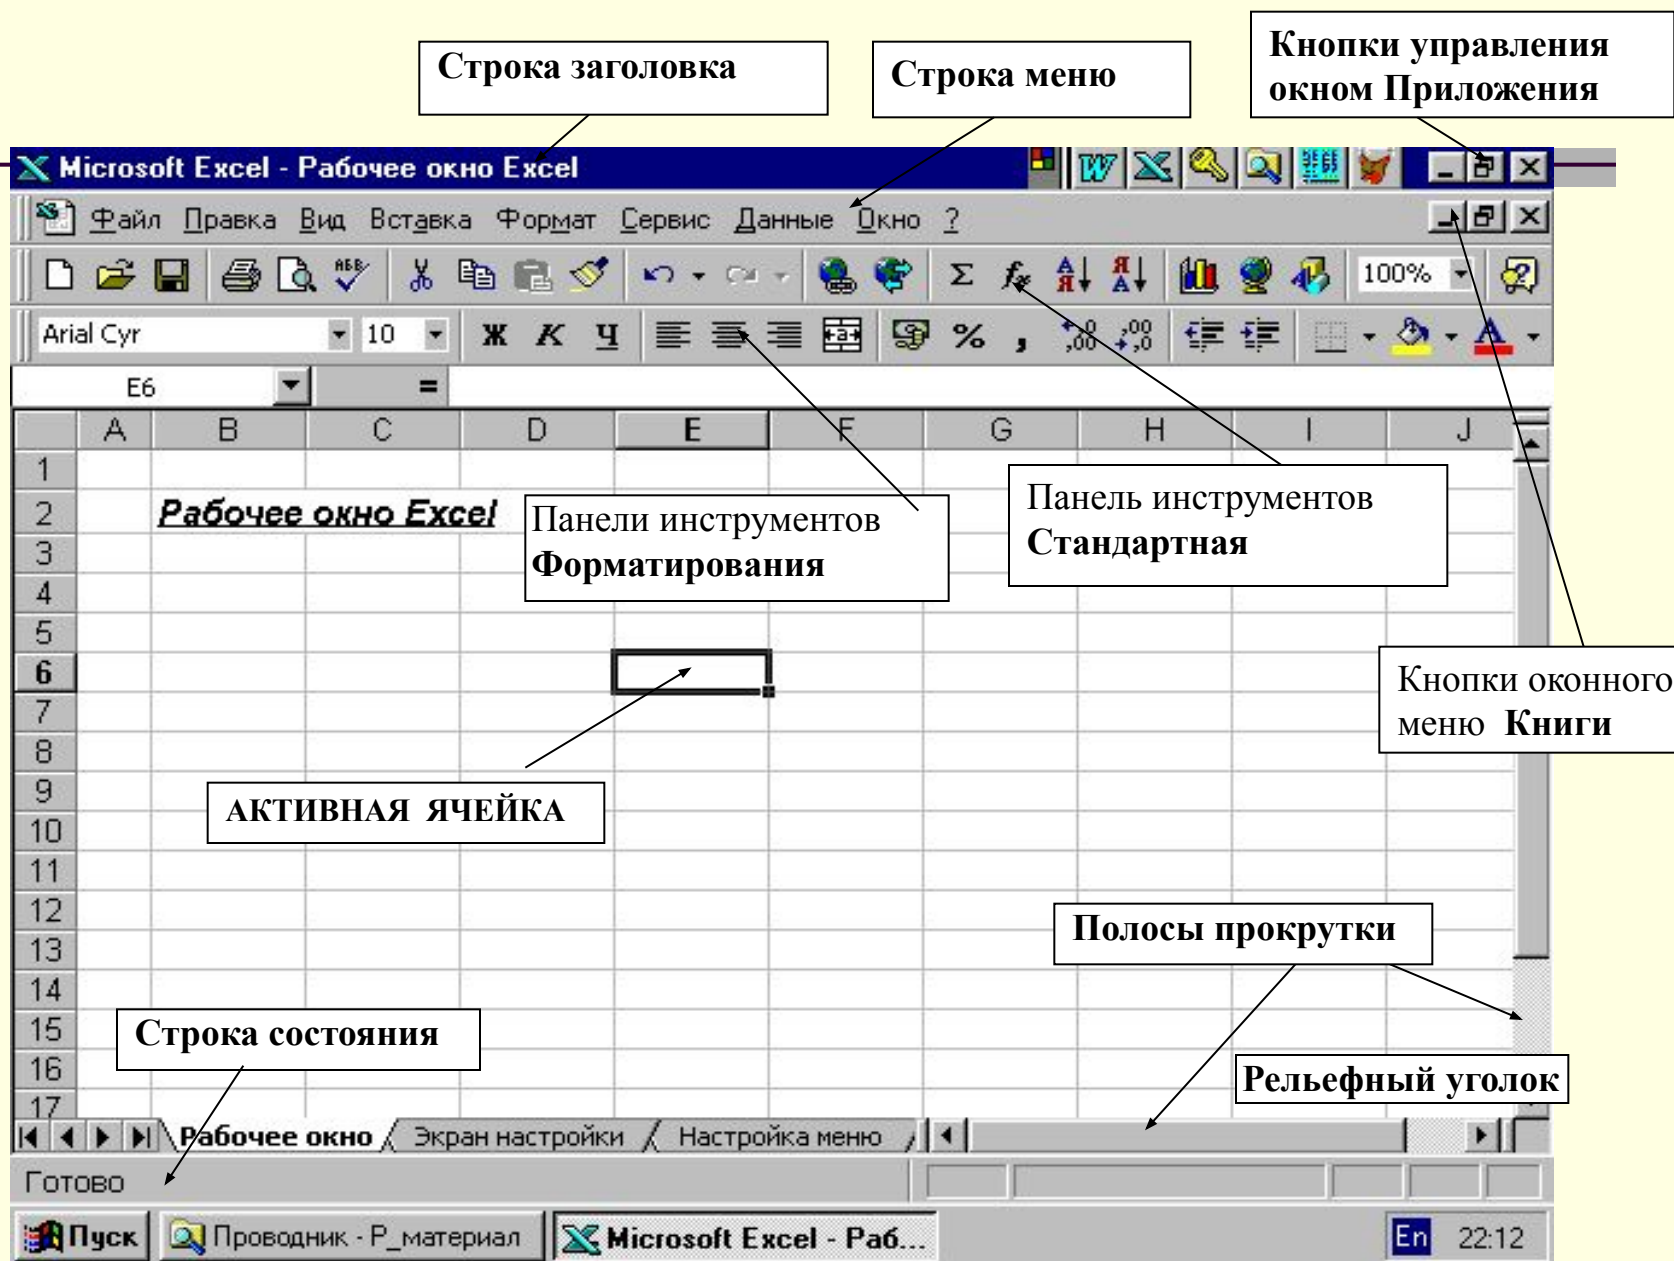 Строка заголовка
Строка меню
Кнопки управления
окном Приложения
Microsoft Excel - Рабочее окно Excel
Файл Правка Вид Вставка Формат Сервис Данные Окно ?
100%
Arial Cyr 10 Ж К Ч % ,
E6 =
A B C D E F G H I J
1
2 Рабочее окно Excel
3
4
5
6
7
8
9
10
11
12
13
14
15
16
17
Панели инструментов
Форматирования
Панель инструментов
Стандартная
Кнопки оконного
меню Книги
АКТИВНАЯ ЯЧЕЙКА
Полосы прокрутки
Строка состояния
Рельефный уголок
Рабочее окно Экран настройки Настройка меню
Готово
Пуск Проводник - Р_материал Microsoft Excel - Раб... En 22:12